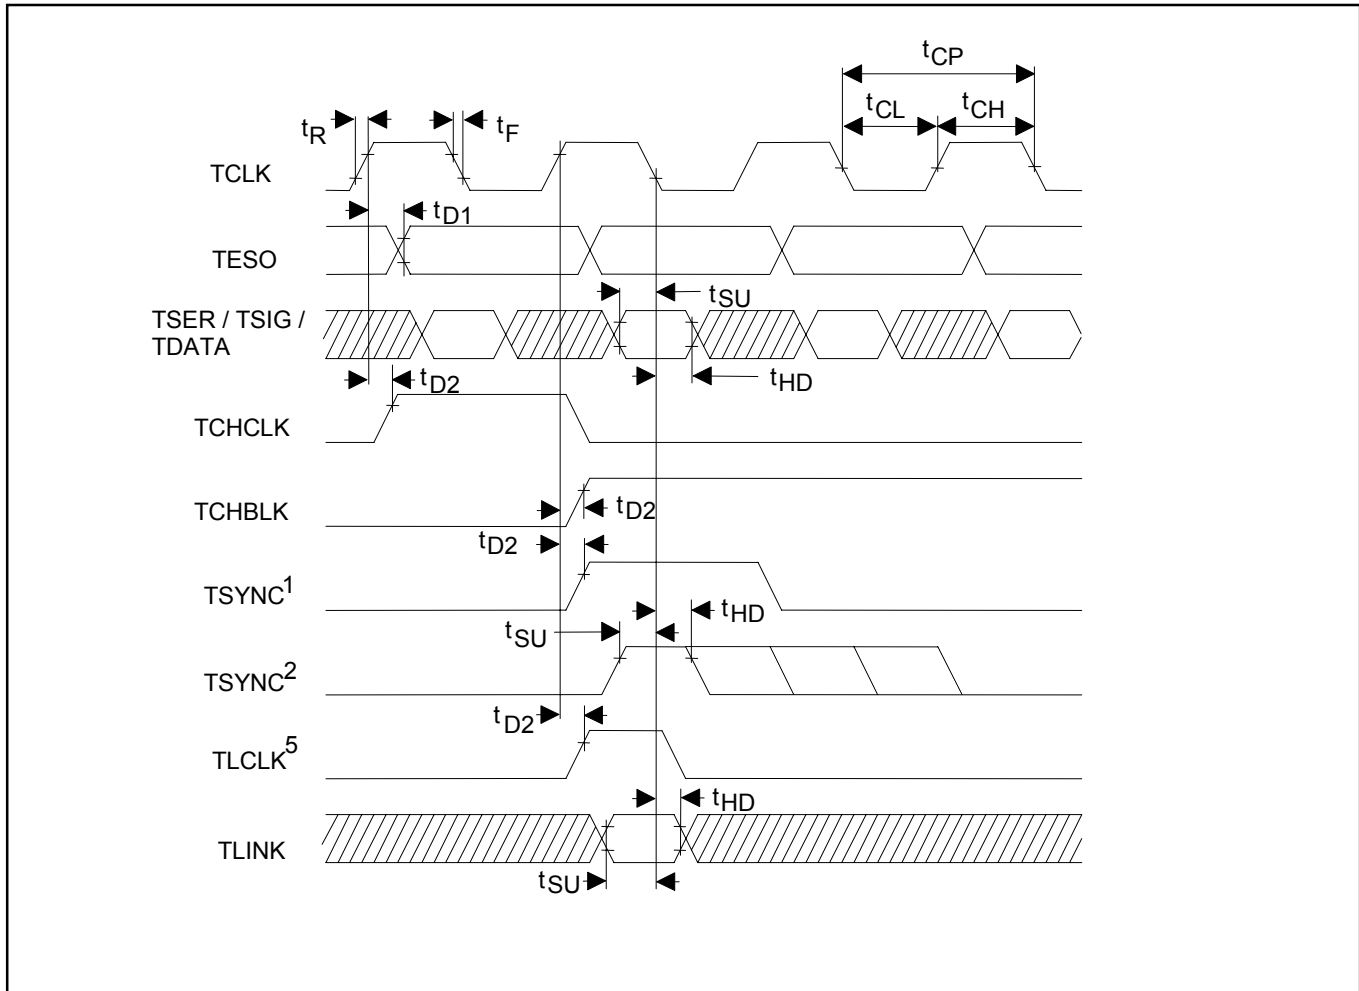 tCP
tCL tCH
tR tF
TCLK
tD1
TESO
tSU
TSER / TSIG /
TDATA
tHD
tD2
TCHCLK
TCHBLK
tD2
tD2
TSYNC1
tHD
tSU
TSYNC2
tD2
TLCLK5
tHD
TLINK
tSU